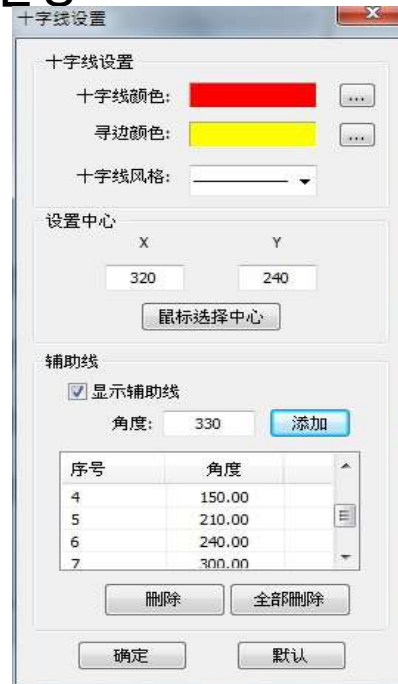 十字线设置
十字线设置
十字线颜色: ...
寻边颜色: ...
十字线风格:
设置中心
X Y
320 240
鼠标选择中心
辅助线
显示辅助线
角度: 330 添加
序号 角度
4 150.00
5 210.00
6 240.00
7 300.00
删除 全部删除
确定 默认